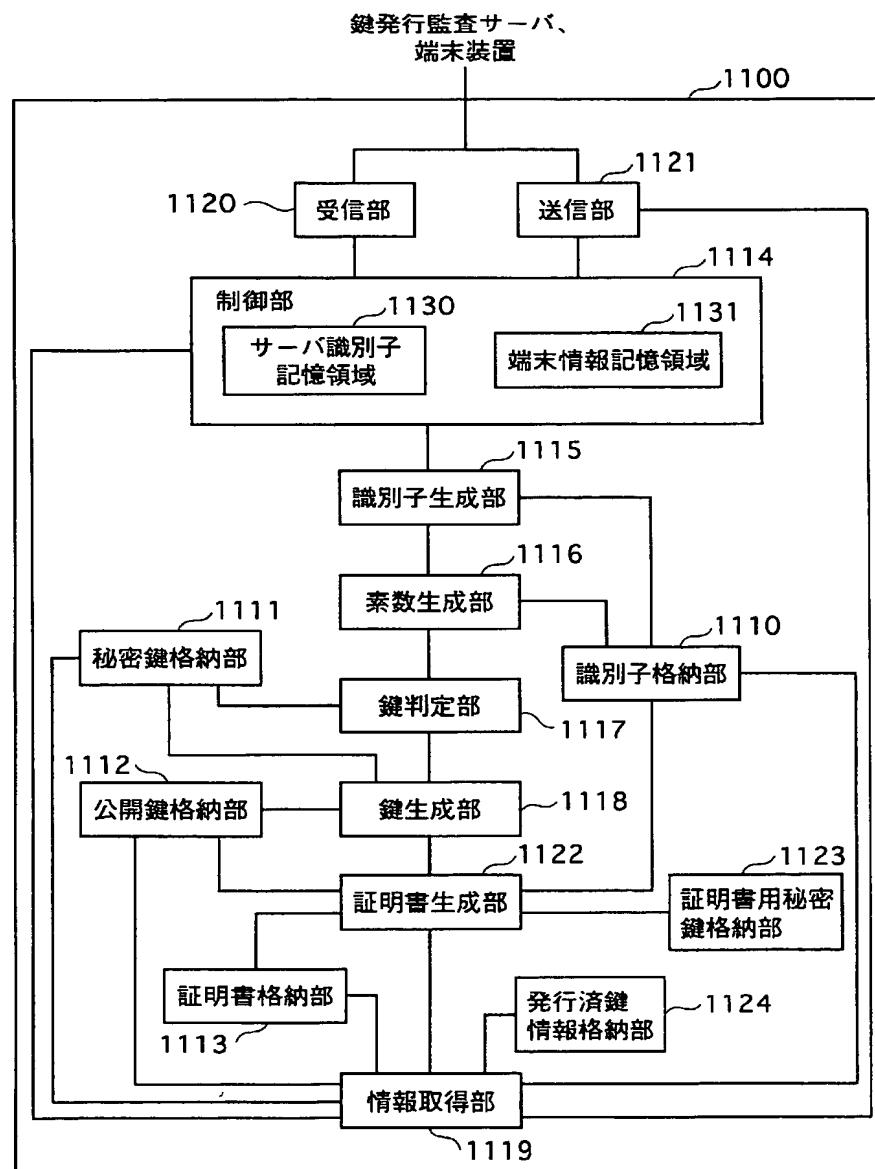 鍵発行監査サーバ、
端末装置
1100
1121
1120
受信部
送信部
1114
制御部
1130
1131
サーバ識別子
記憶領域
端末情報記憶領域
1115
識別子生成部
1116
素数生成部
1111
1110
秘密鍵格納部
識別子格納部
鍵判定部
1117
1112
公開鍵格納部
鍵生成部
1118
1122
1123
証明書生成部
証明書用秘密
鍵格納部
証明書格納部
1113
発行済鍵
情報格納部
1124
情報取得部
1119